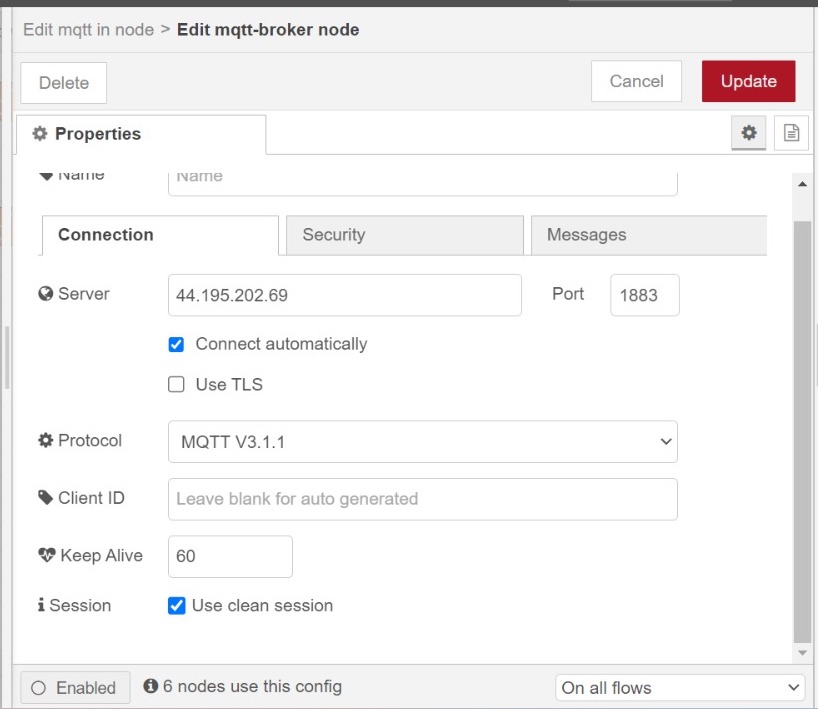 Edit mqtt in node > Edit mqtt-broker node
Delete
Cancel
Update
Properties
Name
Name
Connection
Security
Messages
Server
44.195.202.69
Port
1883
Connect automatically
Use TLS
Protocol
MQTT V3.1.1
Client ID
Leave blank for auto generated
Keep Alive
60
Session
Use clean session
Enabled
6 nodes use this config
On all flows